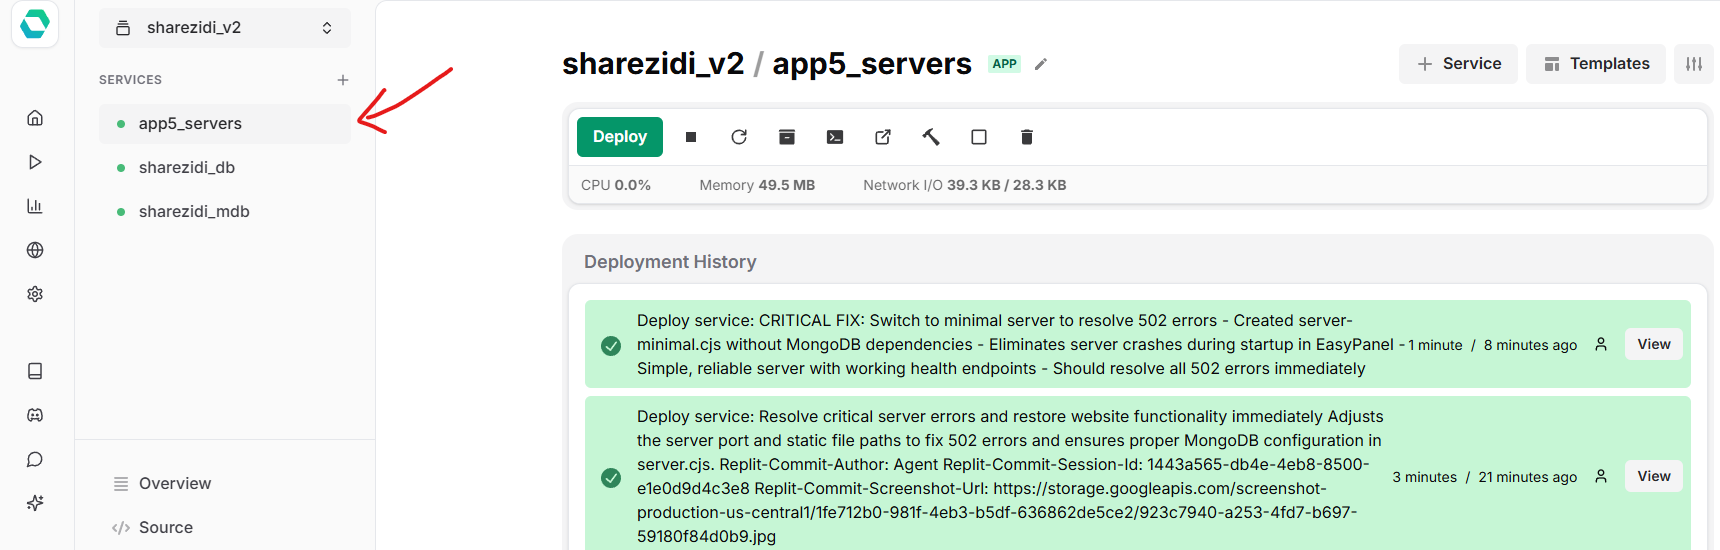 sharezidi_v2
SERVICES
app5_servers
sharezidi_db
sharezidi_mdb
Overview
Source
sharezidi_v2 / app5_servers APP
Service
Templates
Deploy
CPU 0.0% Memory 49.5 MB Network I/O 39.3 KB / 28.3 KB
Deployment History
Deploy service: CRITICAL FIX: Switch to minimal server to resolve 502 errors - Created server-
minimal.cjs without MongoDB dependencies - Eliminates server crashes during startup in EasyPanel -
Simple, reliable server with working health endpoints - Should resolve all 502 errors immediately
1 minute / 8 minutes ago
View
Deploy service: Resolve critical server errors and restore website functionality immediately Adjusts
the server port and static file paths to fix 502 errors and ensures proper MongoDB configuration in
server.cjs. Replit-Commit-Author: Agent Replit-Commit-Session-Id: 1443a565-db4e-4eb8-8500-
e1e0d9d4c3e8 Replit-Commit-Screenshot-Url: https://storage.googleapis.com/screenshot-
production-us-central1/1fe712b0-981f-4eb3-b5df-636862de5ce2/923c7940-a253-4fd7-b697-
59180f84d0b9.jpg
3 minutes / 21 minutes ago
View